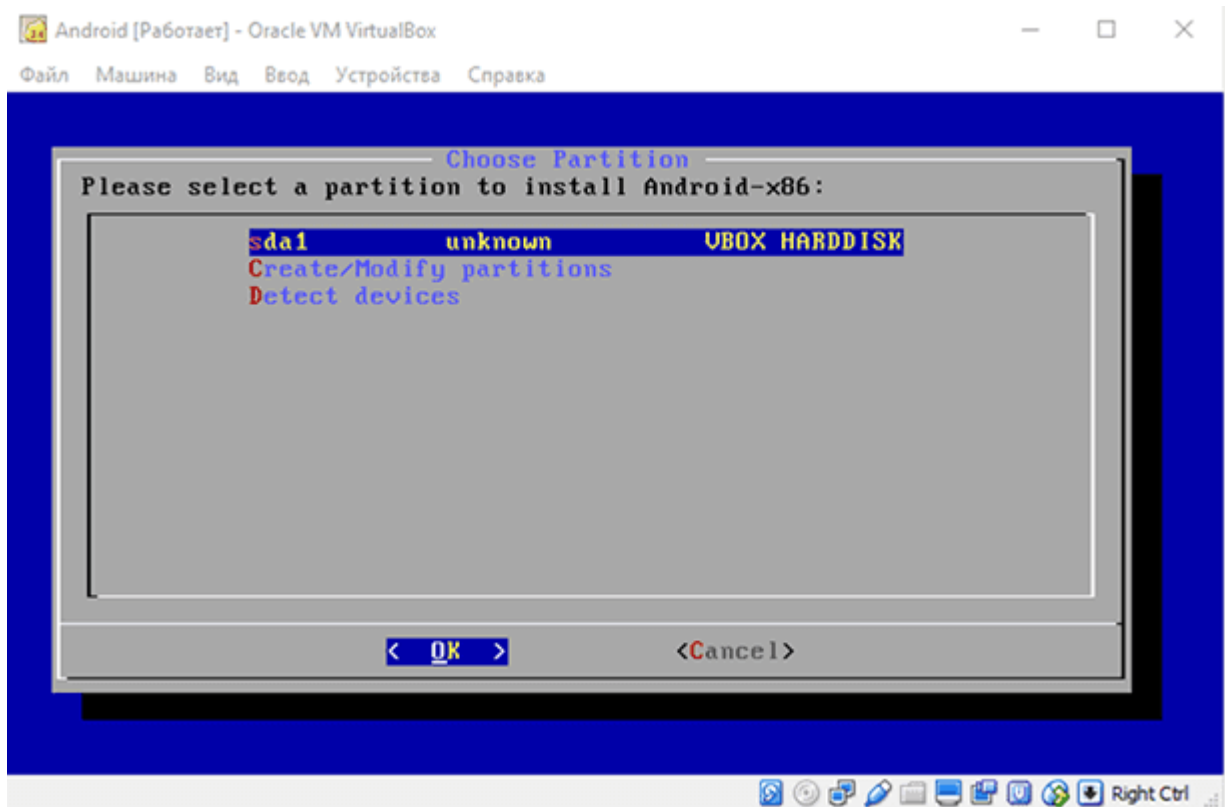 Android [Работает] - Oracle VM VirtualBox
Файл Машина Вид Ввод Устройства Справка
Choose Partition
Please select a partition to install Android-x86:
sda1 unknown VBOX HARDDISK
Create/Modify partitions
Detect devices
< OK > <Cancel>
Right Ctrl